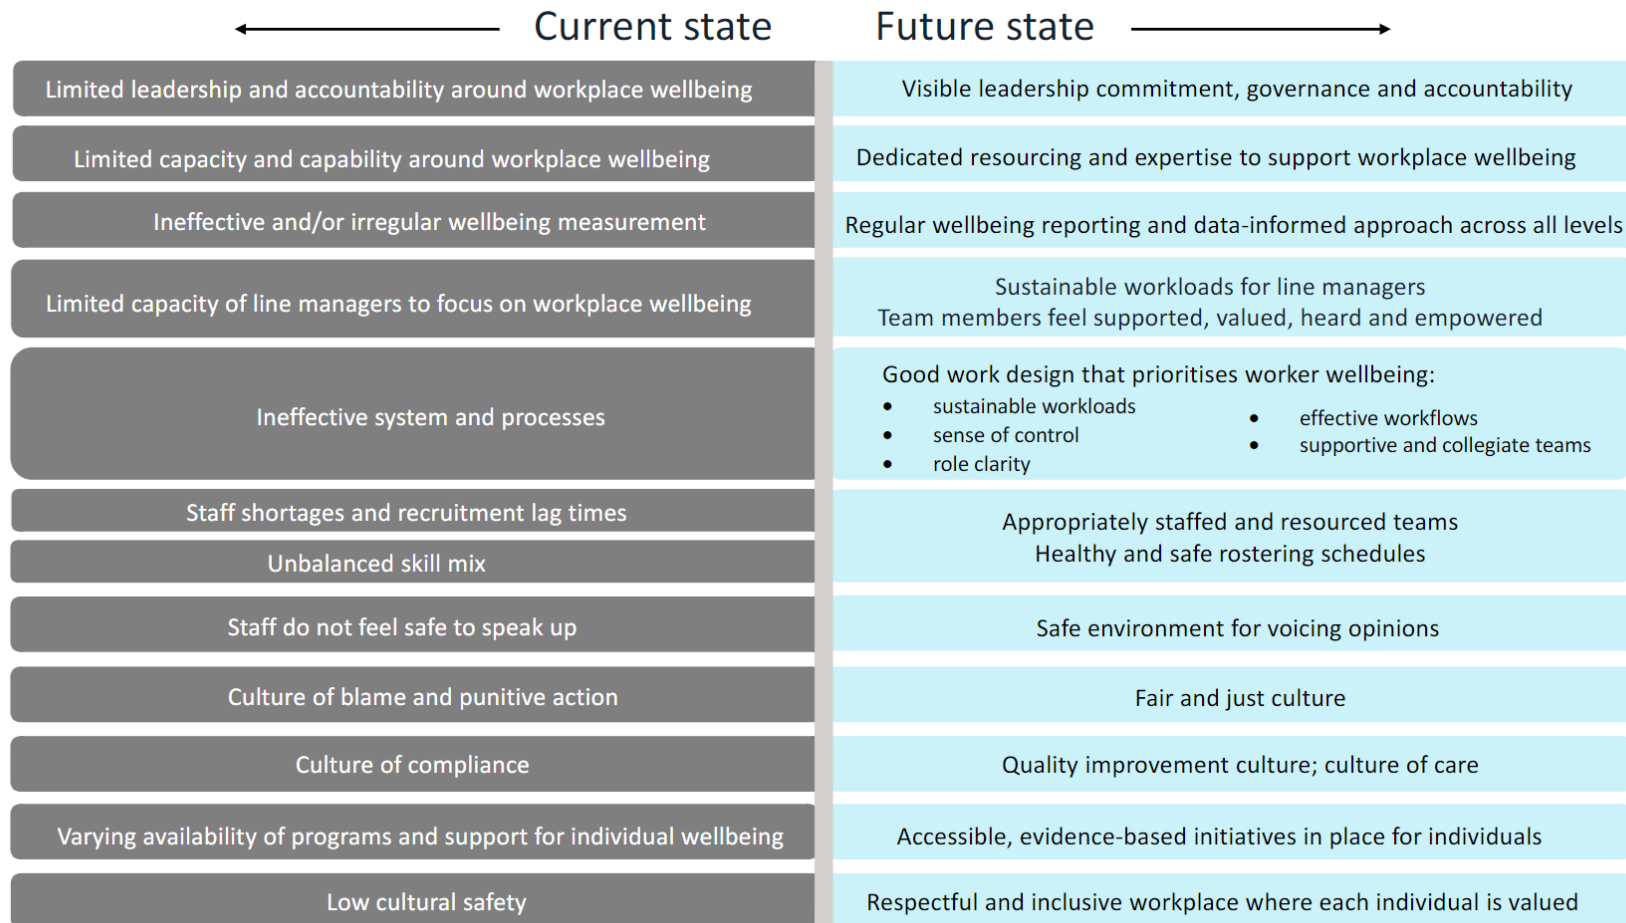 Current state
Future state
Limited leadership and accountability around workplace wellbeing
Visible leadership commitment, governance and accountability
Limited capacity and capability around workplace wellbeing
Dedicated resourcing and expertise to support workplace wellbeing
Ineffective and/or irregular wellbeing measurement
Regular wellbeing reporting and data-informed approach across all levels
Limited capacity of line managers to focus on workplace wellbeing
Sustainable workloads for line managers
Team members feel supported, valued, heard and empowered
Ineffective system and processes
Good work design that prioritises worker wellbeing:
• sustainable workloads
• sense of control
• role clarity
• effective workflows
• supportive and collegiate teams
Staff shortages and recruitment lag times
Unbalanced skill mix
Appropriately staffed and resourced teams
Healthy and safe rostering schedules
Staff do not feel safe to speak up
Safe environment for voicing opinions
Culture of blame and punitive action
Fair and just culture
Culture of compliance
Quality improvement culture; culture of care
Varying availability of programs and support for individual wellbeing
Accessible, evidence-based initiatives in place for individuals
Low cultural safety
Respectful and inclusive workplace where each individual is valued